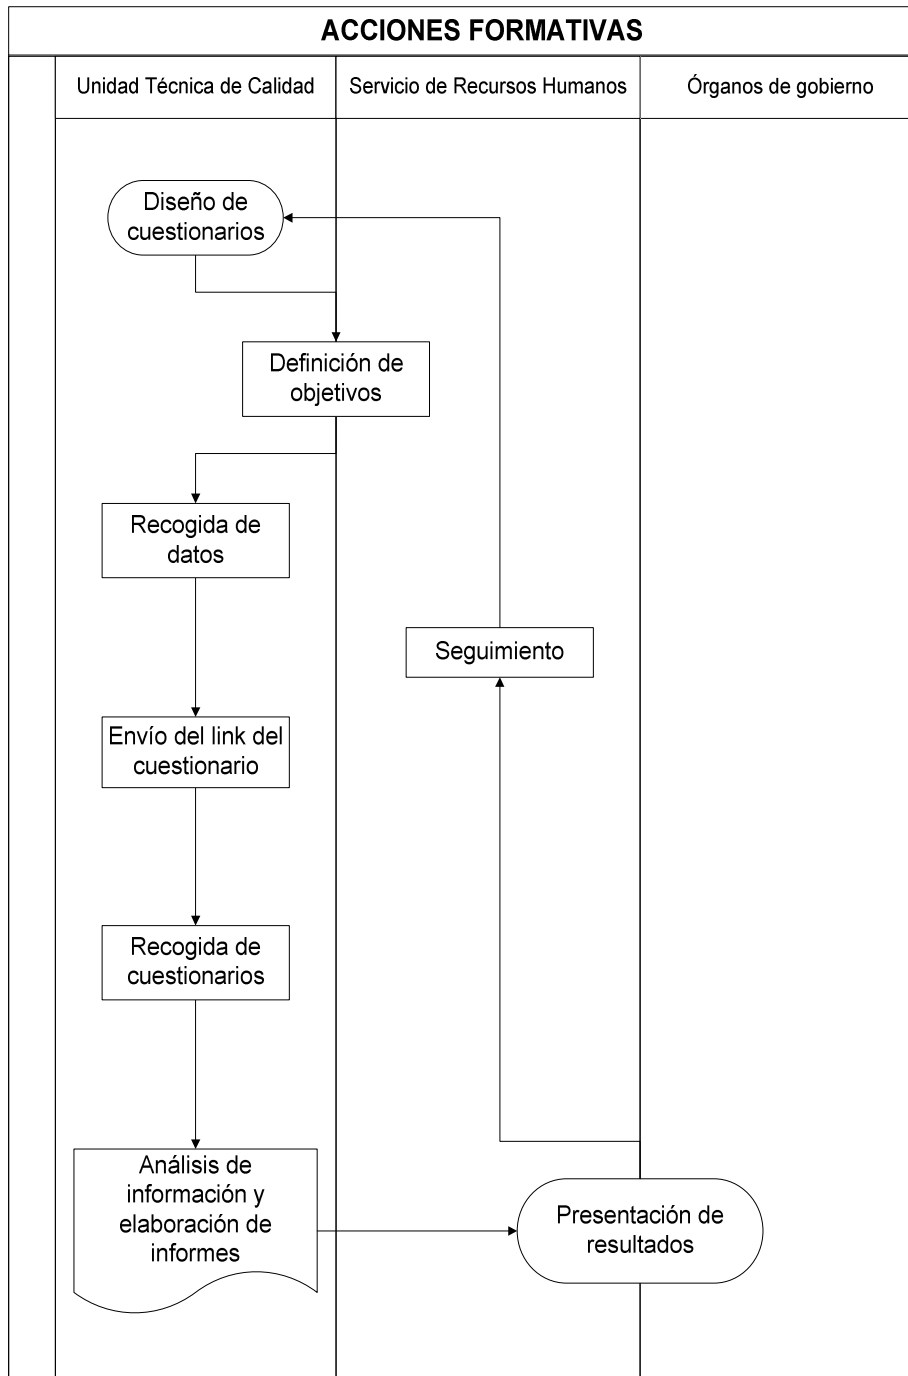 ACCIONES FORMATIVAS
Unidad Técnica de Calidad
Servicio de Recursos Humanos
Órganos de gobierno
Diseño de
cuestionarios
Definición de
objetivos
Recogida de
datos
Seguimiento
Envío del link del
cuestionario
Recogida de
cuestionarios
Análisis de
información y
elaboración de
informes
Presentación de
resultados